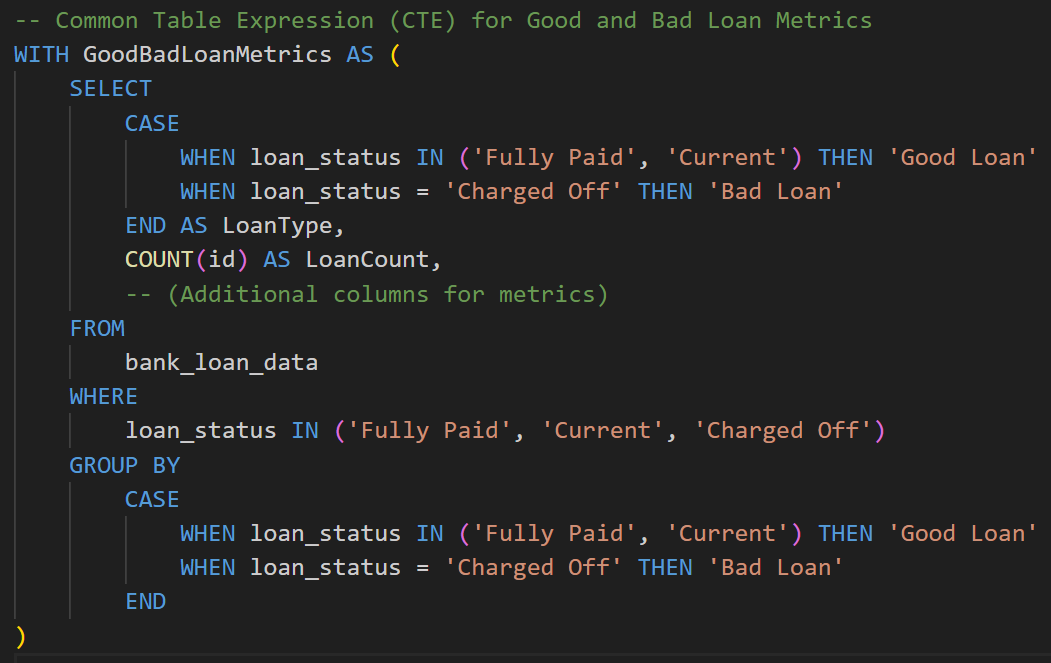 -- Common Table Expression (CTE) for Good and Bad Loan Metrics
WITH GoodBadLoanMetrics AS (
    SELECT
        CASE
            WHEN loan_status IN ('Fully Paid', 'Current') THEN 'Good Loan'
            WHEN loan_status = 'Charged Off' THEN 'Bad Loan'
        END AS LoanType,
        COUNT(id) AS LoanCount,
        -- (Additional columns for metrics)
    FROM
        bank_loan_data
    WHERE
        loan_status IN ('Fully Paid', 'Current', 'Charged Off')
    GROUP BY
        CASE
            WHEN loan_status IN ('Fully Paid', 'Current') THEN 'Good Loan'
            WHEN loan_status = 'Charged Off' THEN 'Bad Loan'
        END
)